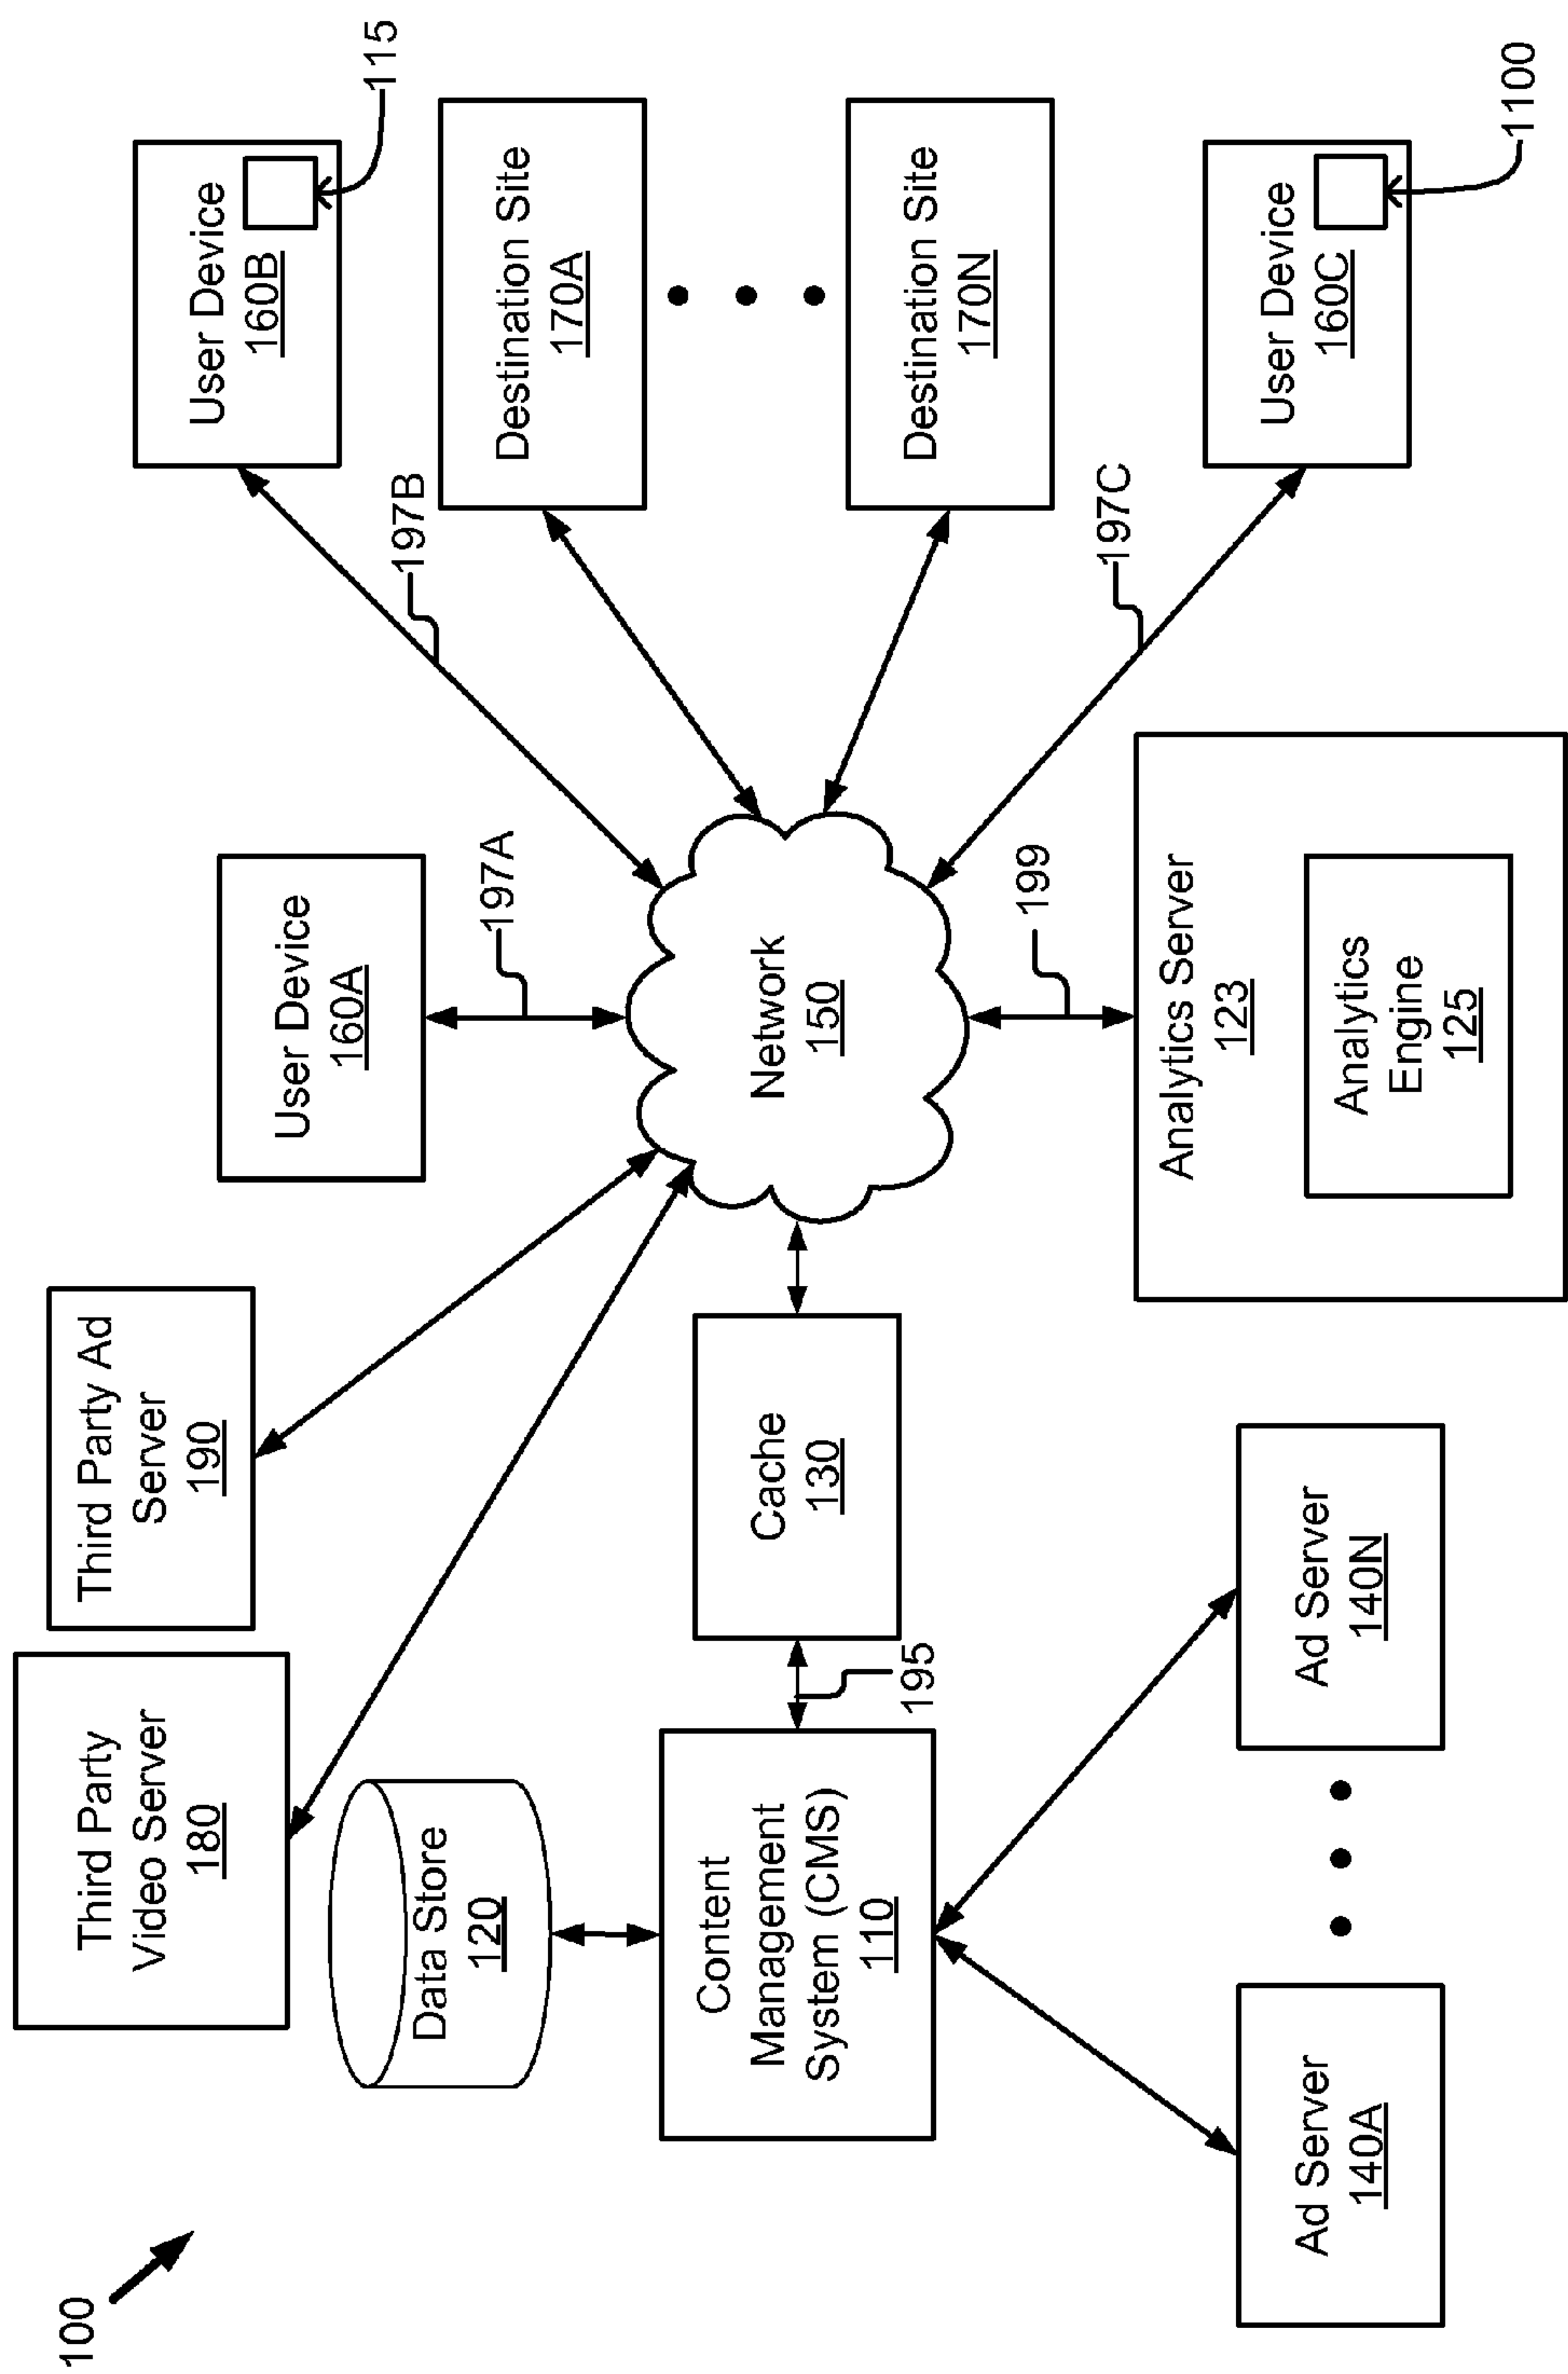 100
Third Party
Video Server
180
Third Party Ad
Server
190
User Device
160A
197A
User Device
160B
115
197B
Data Store
120
Content
Management
System (CMS)
110
195
Cache
130
Network
150
Destination Site
170A
Destination Site
170N
199
197C
Ad Server
140A
Ad Server
140N
Analytics Server
123
Analytics
Engine
125
User Device
160C
1100